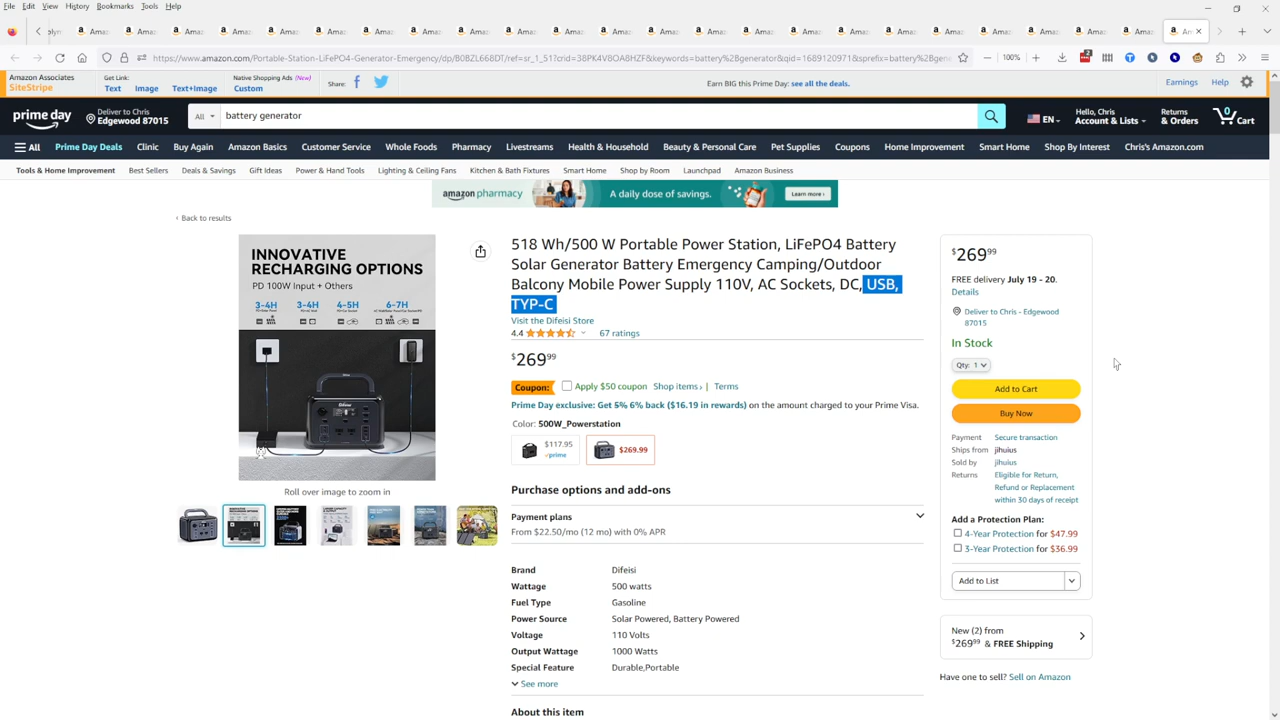 File Edit View History Bookmarks Tools Help
https://www.amazon.com/Portable-Station-LiFePO4-Generator-Emergency/dp/B0BZL668DT/ref=sr_1_51?crid=38PK4V8OA8HZF&keywords=battery%2Bgenerator&qid=1689120971&sprefix=battery%2Bgene 100%
Amazon Associates
SiteStripe
Get Link:
Text Image Text+Image
Native Shopping Ads (New)
Custom
Share:
Earn BIG this Prime Day: see all the deals.
Earnings Help
prime day
Deliver to Chris
Edgewood 87015
All battery generator
EN
Hello, Chris
Account & Lists
Returns
& Orders
0
Cart
All Prime Day Deals Clinic Buy Again Amazon Basics Customer Service Whole Foods Pharmacy Livestreams Health & Household Beauty & Personal Care Pet Supplies Coupons Home Improvement Smart Home Shop By Interest Chris's Amazon.com
Tools & Home Improvement Best Sellers Deals & Savings Gift Ideas Power & Hand Tools Lighting & Ceiling Fans Kitchen & Bath Fixtures Smart Home Shop by Room Launchpad Amazon Business
amazon pharmacy A daily dose of savings. Learn more ›
‹ Back to results
INNOVATIVE
RECHARGING OPTIONS
PD 100W Input + Others
3-4H 3-4H 4-5H 6-7H
Roll over image to zoom in
518 Wh/500 W Portable Power Station, LiFePO4 Battery
Solar Generator Battery Emergency Camping/Outdoor
Balcony Mobile Power Supply 110V, AC Sockets, DC, USB,
TYP-C
Visit the Difeisi Store
4.4 67 ratings
$269.99
Coupon: Apply $50 coupon Shop items › | Terms
Prime Day exclusive: Get 5% 6% back ($16.19 in rewards) on the amount charged to your Prime Visa.
Color: 500W_Powerstation
$117.95
prime
$269.99
Purchase options and add-ons
Payment plans
From $22.50/mo (12 mo) with 0% APR
Brand Difeisi
Wattage 500 watts
Fuel Type Gasoline
Power Source Solar Powered, Battery Powered
Voltage 110 Volts
Output Wattage 1000 Watts
Special Feature Durable,Portable
See more
About this item
$269.99
FREE delivery July 19 - 20.
Details
Deliver to Chris - Edgewood
87015
In Stock
Qty: 1
Add to Cart
Buy Now
Payment Secure transaction
Ships from jihuius
Sold by jihuius
Returns Eligible for Return,
Refund or Replacement
within 30 days of receipt
Add a Protection Plan:
4-Year Protection for $47.99
3-Year Protection for $36.99
Add to List
New (2) from
$269.99 & FREE Shipping
Have one to sell? Sell on Amazon